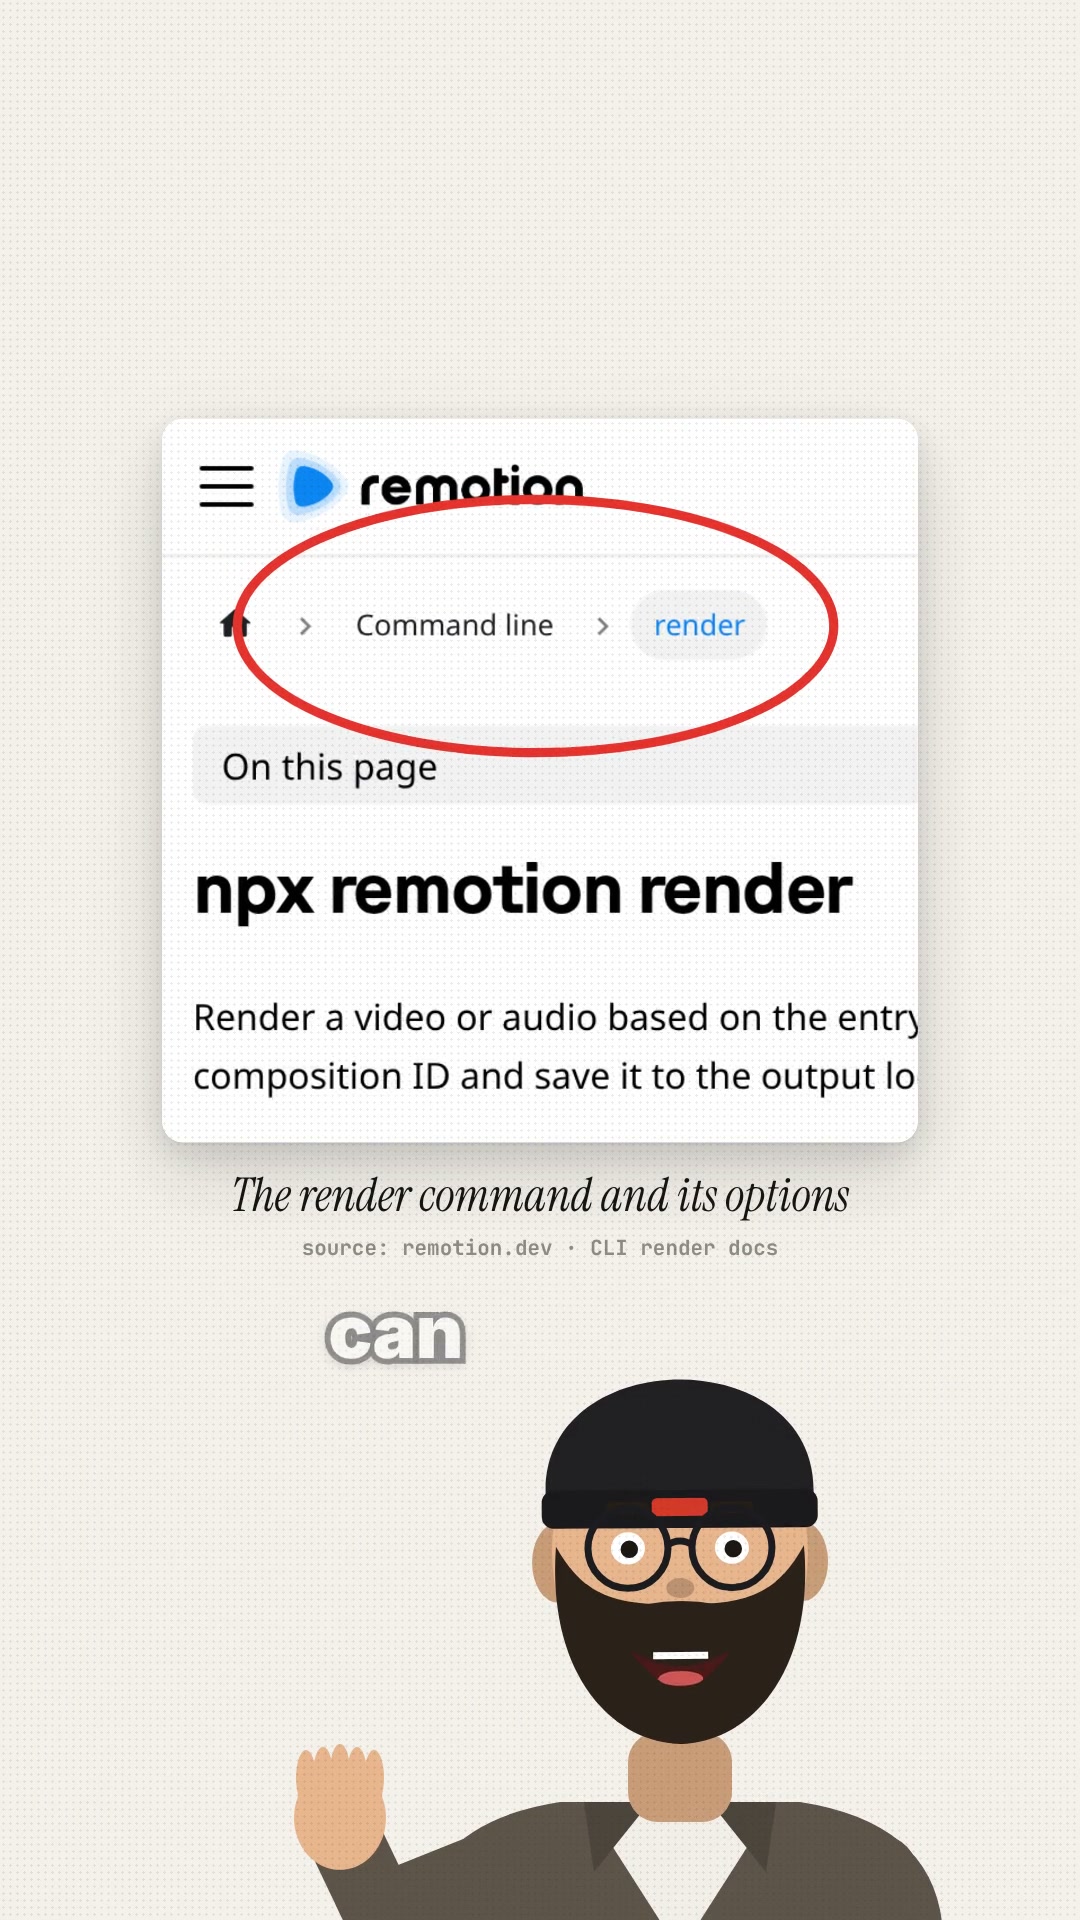 remotion
Command line > render
On this page
npx remotion render
Render a video or audio based on the entry
composition ID and save it to the output lo
The render command and its options
source: remotion.dev · CLI render docs
can